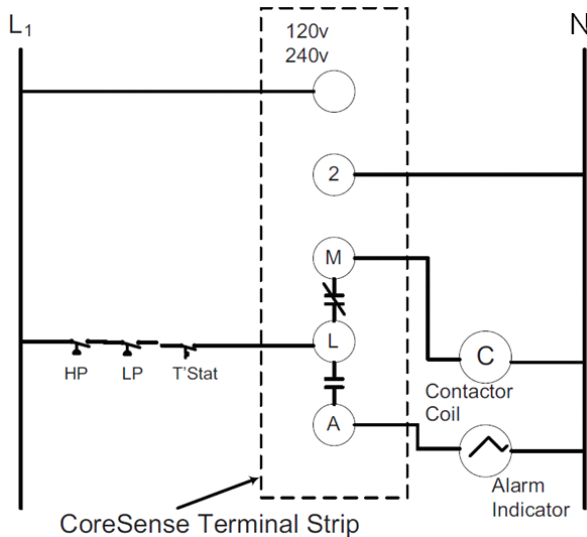 L₁
N
120v
240v
2
M
L
HP
LP
T'Stat
C
Contactor
Coil
A
Alarm
Indicator
CoreSense Terminal Strip